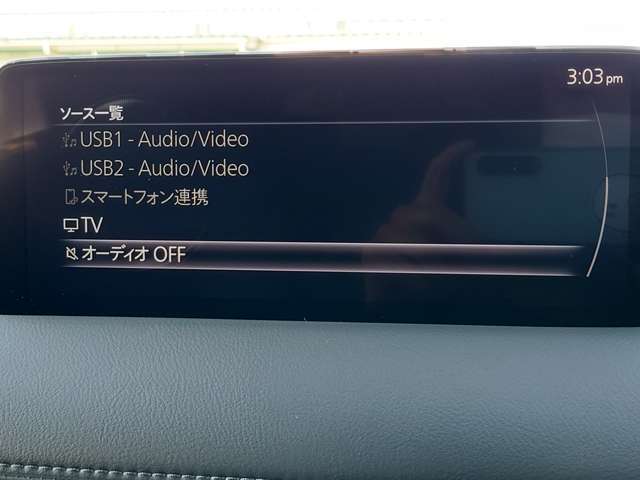 3:03 pm
ソース一覧
USB1 - Audio/Video
USB2 - Audio/Video
スマートフォン連携
TV
オーディオ OFF